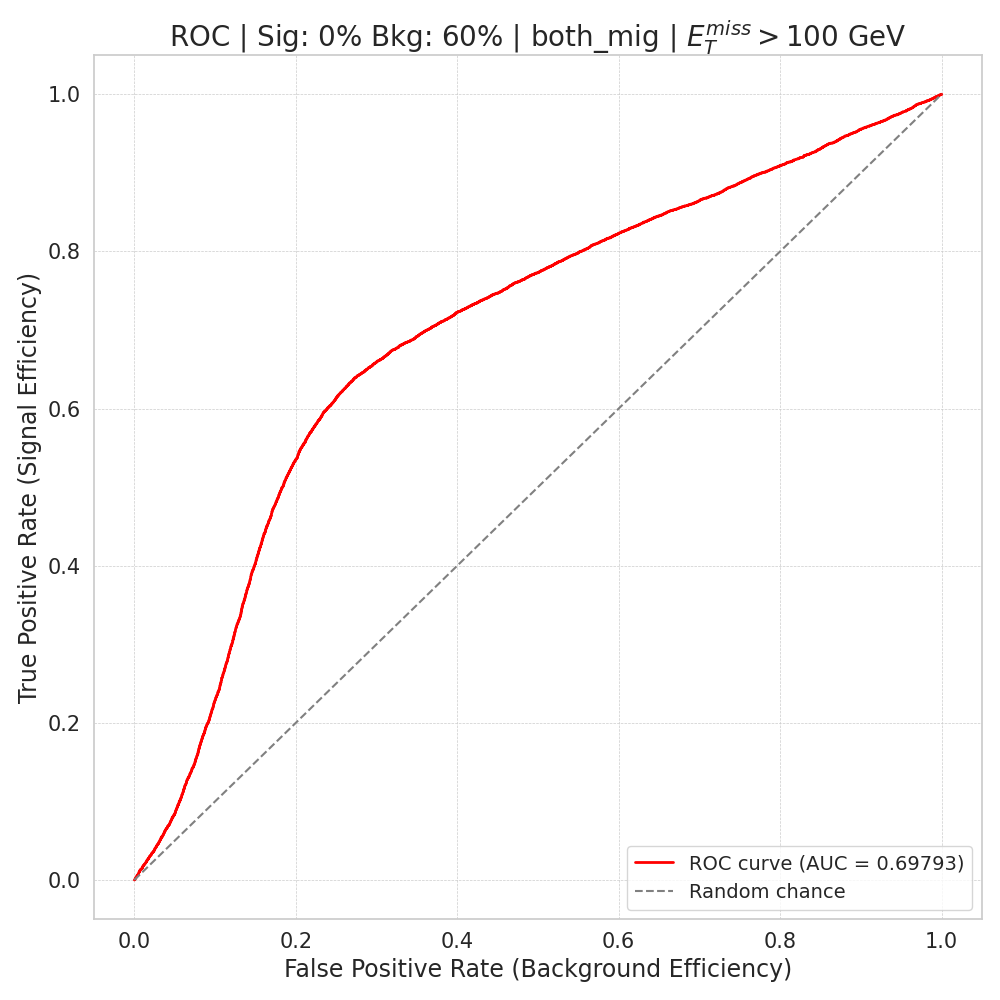 ROC | Sig: 0% Bkg: 60% | both_mig | $E_T^{miss} > 100$ GeV
True Positive Rate (Signal Efficiency)
1.0
0.8
0.6
0.4
0.2
0.0
ROC curve (AUC = 0.69793)
Random chance
0.0 0.2 0.4 0.6 0.8 1.0
False Positive Rate (Background Efficiency)